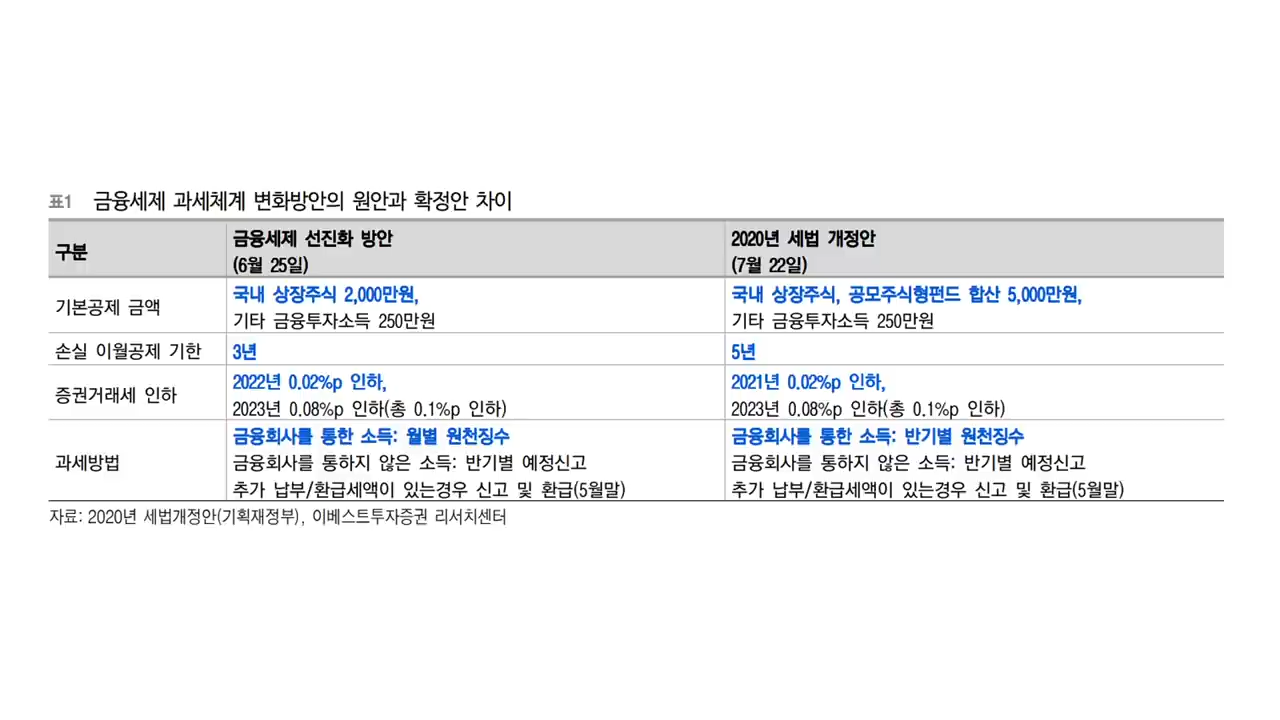 표1 금융세제 과세체계 변화방안의 원안과 확정안 차이
구분
금융세제 선진화 방안
(6월 25일)
2020년 세법 개정안
(7월 22일)
기본공제 금액
국내 상장주식 2,000만원,
기타 금융투자소득 250만원
국내 상장주식, 공모주식형펀드 합산 5,000만원,
기타 금융투자소득 250만원
손실 이월공제 기한
3년
5년
증권거래세 인하
2022년 0.02%p 인하,
2023년 0.08%p 인하(총 0.1%p 인하)
2021년 0.02%p 인하,
2023년 0.08%p 인하(총 0.1%p 인하)
과세방법
금융회사를 통한 소득: 월별 원천징수
금융회사를 통하지 않은 소득: 반기별 예정신고
추가 납부/환급세액이 있는경우 신고 및 환급(5월말)
금융회사를 통한 소득: 반기별 원천징수
금융회사를 통하지 않은 소득: 반기별 예정신고
추가 납부/환급세액이 있는경우 신고 및 환급(5월말)
자료: 2020년 세법개정안(기획재정부), 이베스트투자증권 리서치센터